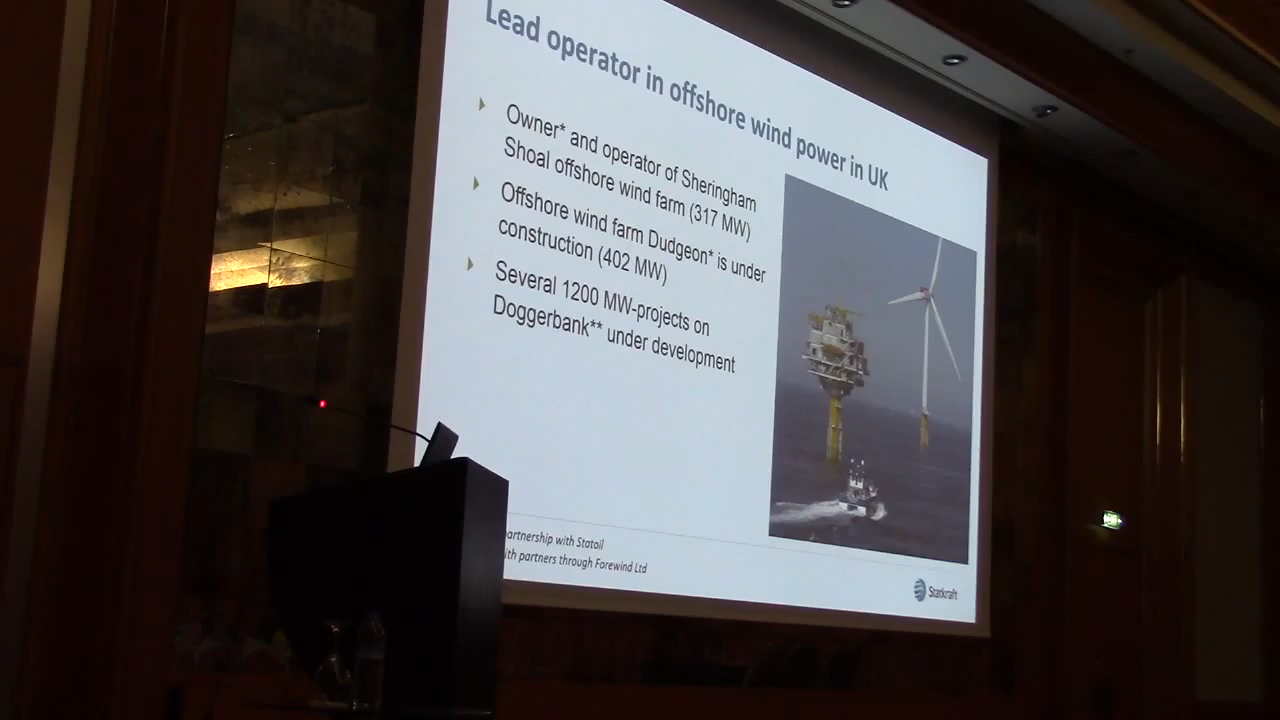 Lead operator in offshore wind power in UK
Owner* and operator of Sheringham
Shoal offshore wind farm (317 MW)
Offshore wind farm Dudgeon* is under
construction (402 MW)
Several 1200 MW-projects on
Doggerbank** under development
partnership with Statoil
ith partners through Forewind Ltd
Statkraft